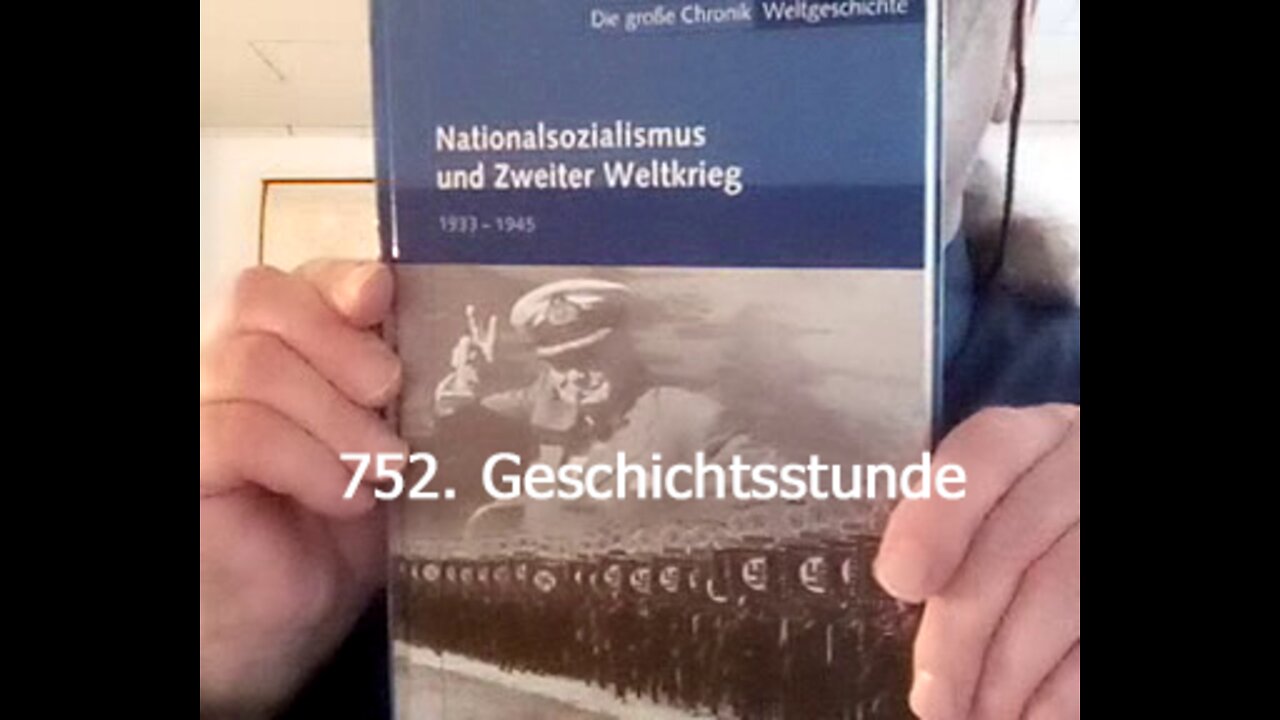 Die große Chronik Weltgeschichte
Nationalsozialismus
und Zweiter Weltkrieg
1933 – 1945
752. Geschichtsstunde